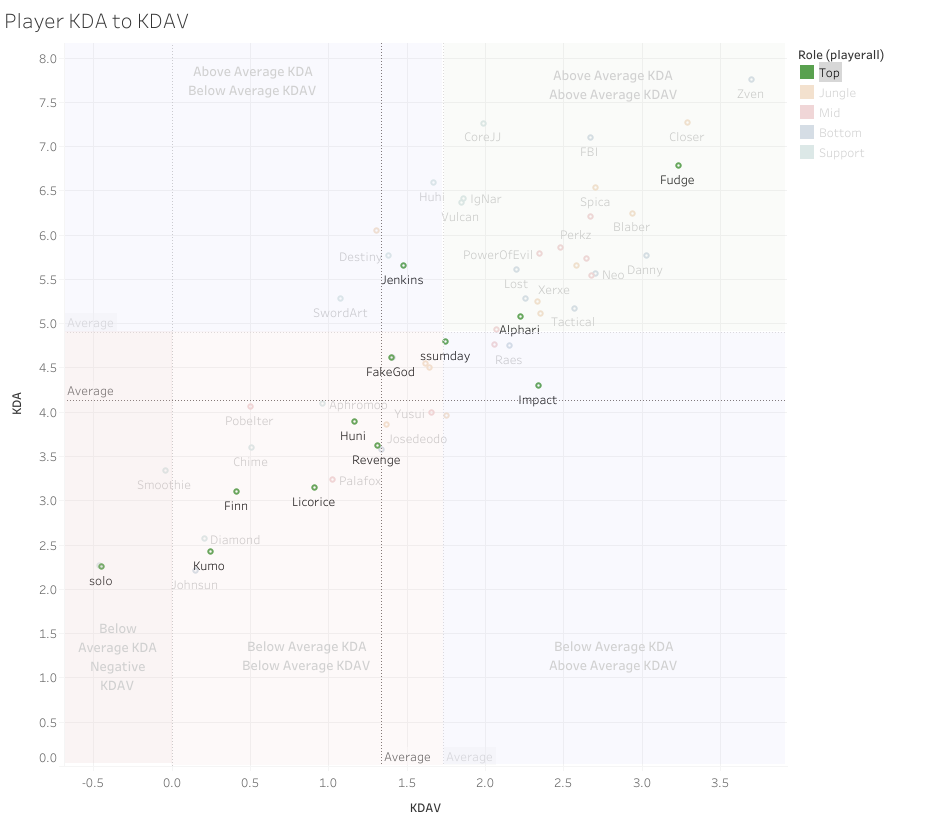 Player KDA to KDAV
Role (playerall)
Top
Jungle
Mid
Bottom
Support
8.0
7.5
7.0
6.5
6.0
5.5
5.0
4.5
4.0
3.5
3.0
2.5
2.0
1.5
1.0
0.5
0.0
KDA
Above Average KDA
Below Average KDAV
Above Average KDA
Above Average KDAV
Zven
CoreJJ
FBI
Closer
Fudge
Huhi
IgNar
Vulcan
Spica
Blaber
Perkz
Destiny
PowerOfEvil
Jenkins
Lost
Neo
Danny
Xerxe
SwordArt
Tactical
Average
Alphari
ssumday
Raes
FakeGod
Average
Impact
Aphromoo
Pobelter
Yusui
Huni
Josedeodo
Chime
Revenge
Smoothie
Palafox
Finn
Licorice
Diamond
Kumo
solo
Johnsun
Below
Average KDA
Negative
KDAV
Below Average KDA
Below Average KDAV
Below Average KDA
Above Average KDAV
Average
Average
-0.5
0.0
0.5
1.0
1.5
2.0
2.5
3.0
3.5
KDAV